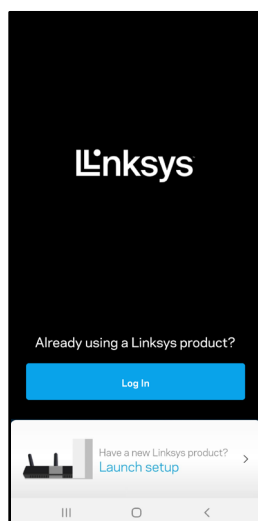 Linksys
Already using a Linksys product?
Log In
Have a new Linksys product?
Launch setup